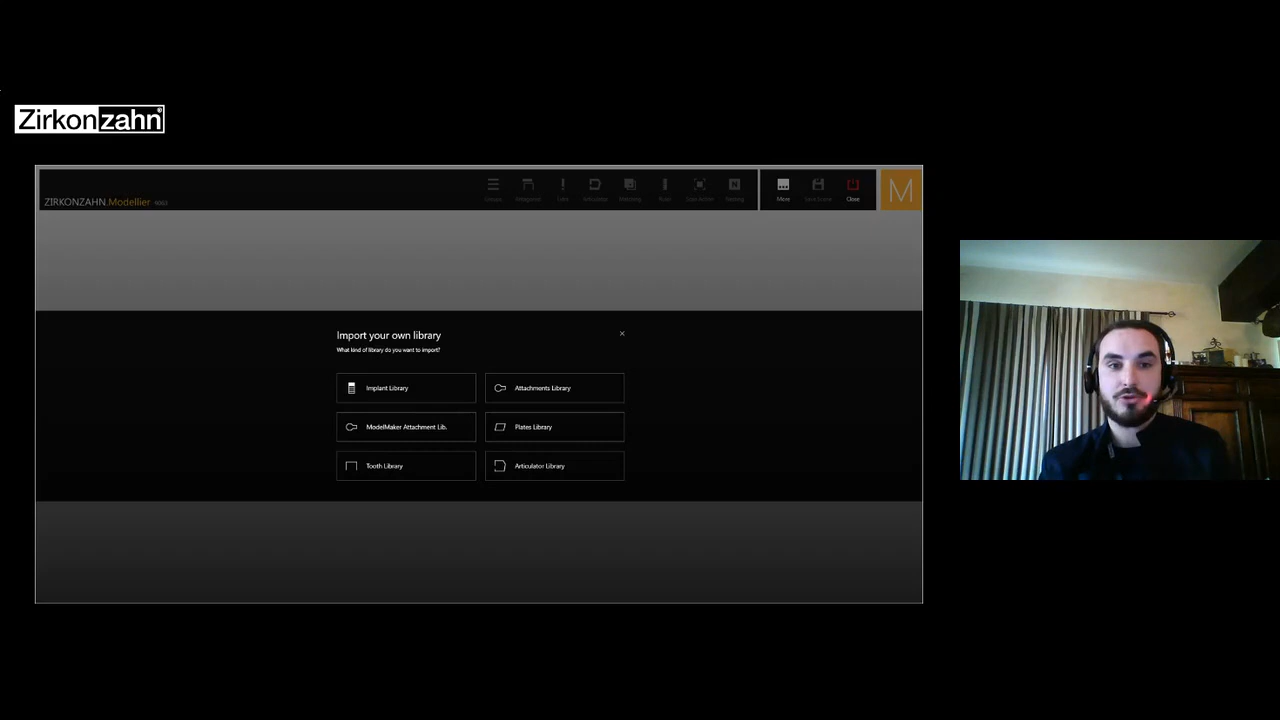 Zirkonzahn®
ZIRKONZAHN.Modellier
More
Close
M
Import your own library
What kind of library do you want to import?
Implant Library
Attachments Library
ModelMaker Attachment Lib.
Plates Library
Tooth Library
Articulator Library